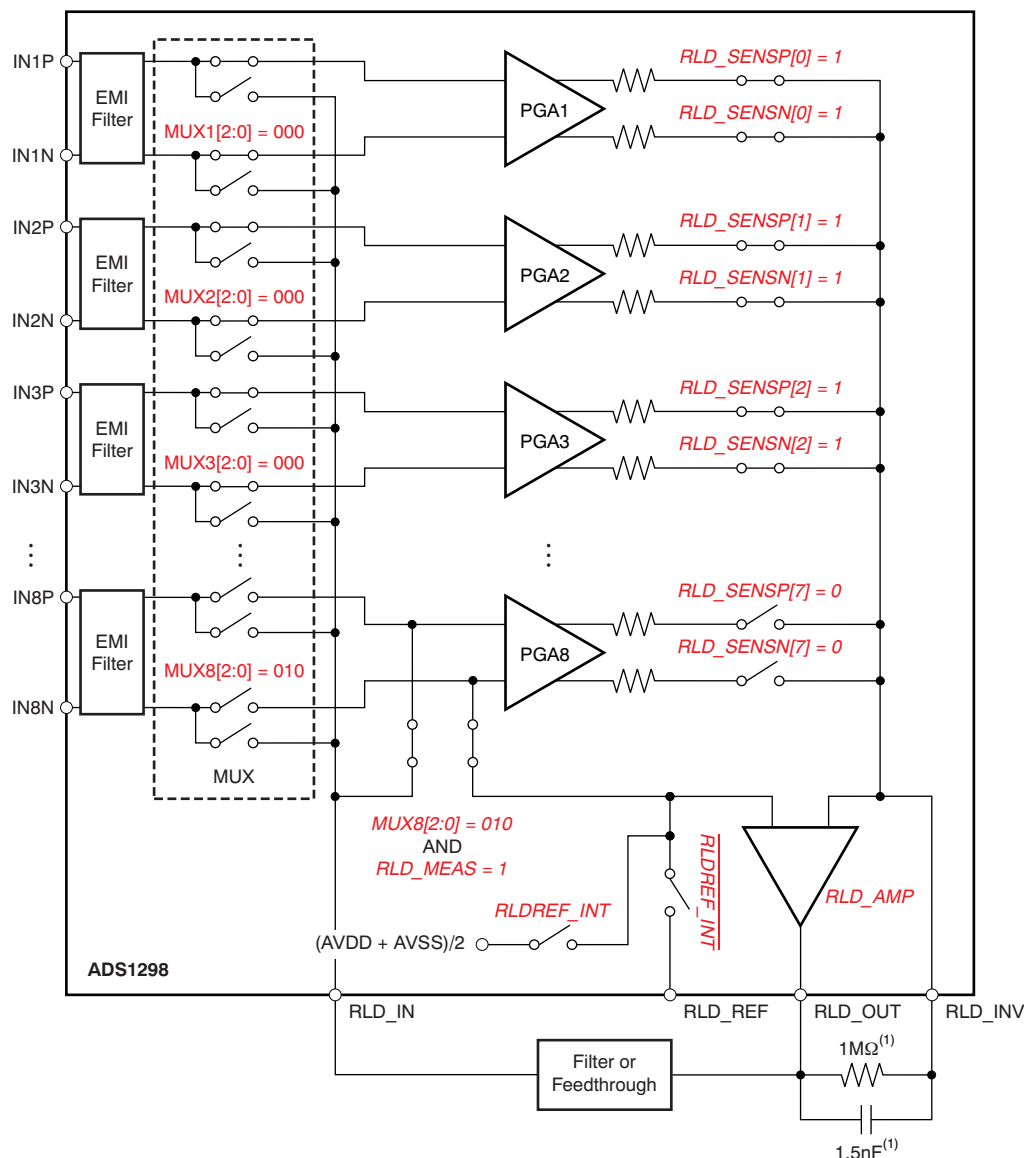 IN1P
EMI
Filter
IN1N
MUX1[2:0] = 000
PGA1
RLD_SENSP[0] = 1
RLD_SENSN[0] = 1
IN2P
EMI
Filter
IN2N
MUX2[2:0] = 000
PGA2
RLD_SENSP[1] = 1
RLD_SENSN[1] = 1
IN3P
EMI
Filter
IN3N
MUX3[2:0] = 000
PGA3
RLD_SENSP[2] = 1
RLD_SENSN[2] = 1
IN8P
EMI
Filter
IN8N
MUX8[2:0] = 010
MUX
PGA8
RLD_SENSP[7] = 0
RLD_SENSN[7] = 0
MUX8[2:0] = 010
AND
RLD_MEAS = 1
RLDREF_INT
(AVDD + AVSS)/2
RLDREF_INT
RLD_AMP
ADS1298
RLD_IN
RLD_REF
RLD_OUT
RLD_INV
Filter or
Feedthrough
1MΩ(1)
1.5nF(1)